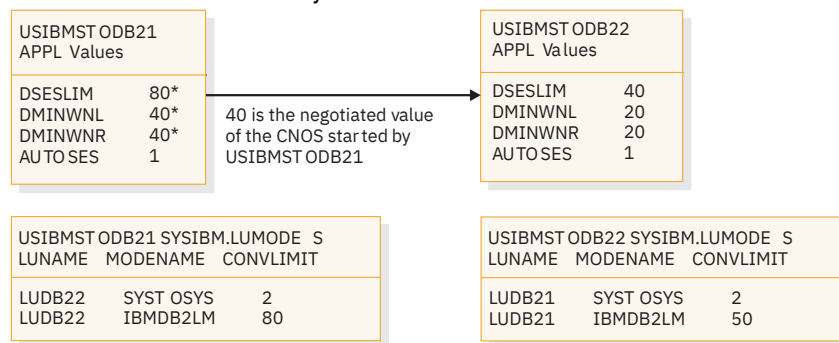 USIBMSTODB21
APPL Values
DSESLIM 80*
DMINWNL 40*
DMINWNR 40*
AUTOSES 1
40 is the negotiated value
of the CNOS started by
USIBMSTODB21
USIBMSTODB22
APPL Values
DSESLIM 40
DMINWNL 20
DMINWNR 20
AUTOSES 1
USIBMSTODB21 SYSIBM.LUMODES
LUNAME MODENAME CONVLIMIT
LUDB22 SYSTOSYS 2
LUDB22 IBMDB2LM 80
USIBMSTODB22 SYSIBM.LUMODES
LUNAME MODENAME CONVLIMIT
LUDB21 SYSTOSYS 2
LUDB21 IBMDB2LM 50